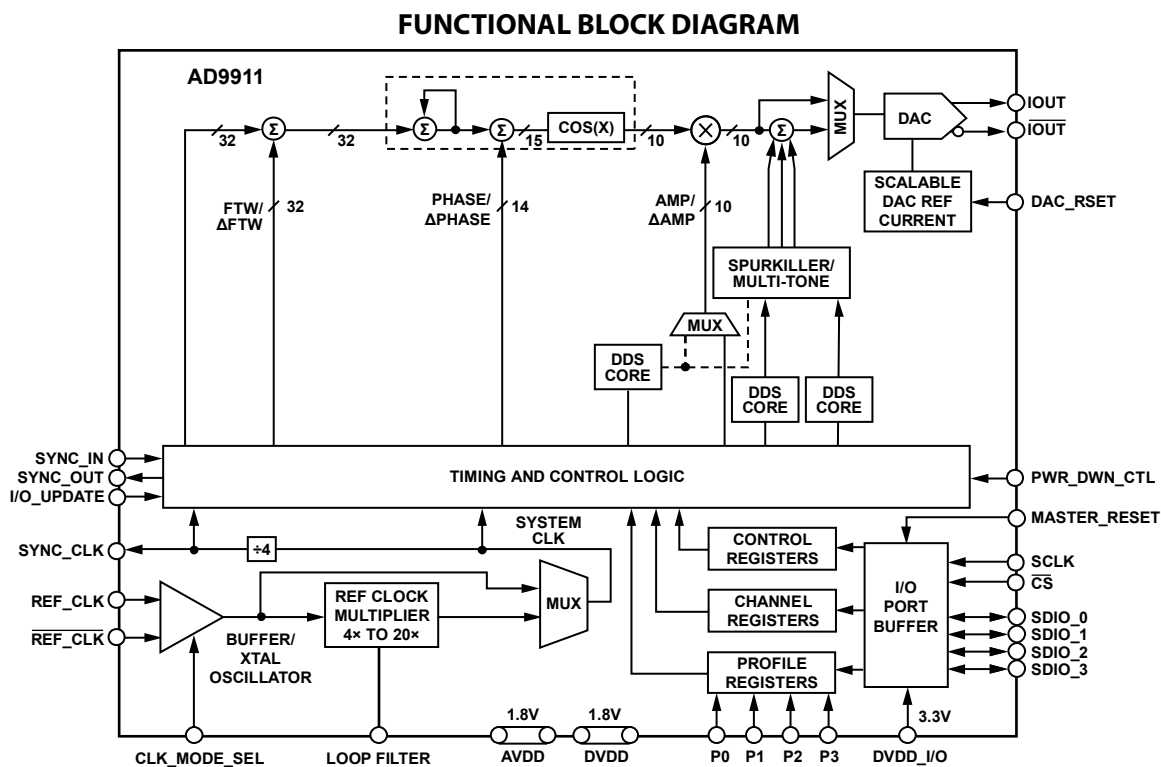 FUNCTIONAL BLOCK DIAGRAM
AD9911
32
Σ
32
Σ
Σ
15
COS(X)
10
10
Σ
MUX
DAC
IOUT
IOUT
FTW/
ΔFTW
32
PHASE/
ΔPHASE
14
AMP/
ΔAMP
10
SCALABLE
DAC REF
CURRENT
DAC_RSET
SPURKILLER/
MULTI-TONE
MUX
DDS
CORE
DDS
CORE
DDS
CORE
SYNC_IN
SYNC_OUT
I/O_UPDATE
TIMING AND CONTROL LOGIC
PWR_DWN_CTL
MASTER_RESET
SYNC_CLK
÷4
SYSTEM
CLK
CONTROL
REGISTERS
SCLK
CS
REF_CLK
REF_CLK
BUFFER/
XTAL
OSCILLATOR
REF CLOCK
MULTIPLIER
4× TO 20×
MUX
CHANNEL
REGISTERS
I/O
PORT
BUFFER
SDIO_0
SDIO_1
SDIO_2
SDIO_3
PROFILE
REGISTERS
1.8V
1.8V
3.3V
CLK_MODE_SEL
LOOP FILTER
AVDD
DVDD
P0
P1
P2
P3
DVDD_I/O